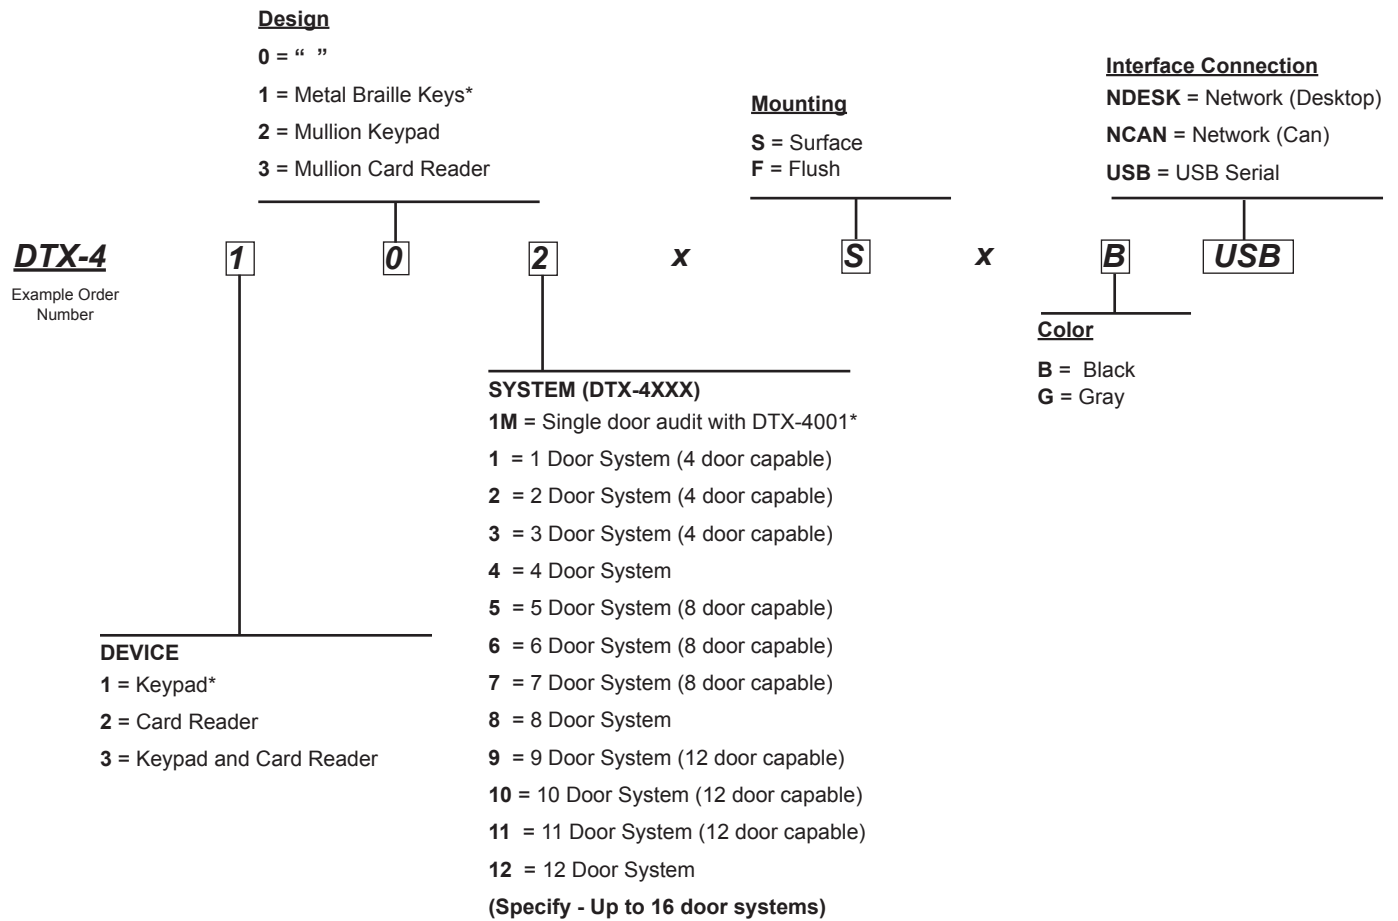 Design
0 = “ ”
1 = Metal Braille Keys*
2 = Mullion Keypad
3 = Mullion Card Reader
Mounting
S = Surface
F = Flush
Interface Connection
NDESK = Network (Desktop)
NCAN = Network (Can)
USB = USB Serial
DTX-4 1 0 2 x S x B USB
Example Order
Number
Color
B = Black
G = Gray
SYSTEM (DTX-4XXX)
1M = Single door audit with DTX-4001*
1 = 1 Door System (4 door capable)
2 = 2 Door System (4 door capable)
3 = 3 Door System (4 door capable)
4 = 4 Door System
5 = 5 Door System (8 door capable)
6 = 6 Door System (8 door capable)
7 = 7 Door System (8 door capable)
8 = 8 Door System
9 = 9 Door System (12 door capable)
10 = 10 Door System (12 door capable)
11 = 11 Door System (12 door capable)
12 = 12 Door System
(Specify - Up to 16 door systems)
DEVICE
1 = Keypad*
2 = Card Reader
3 = Keypad and Card Reader